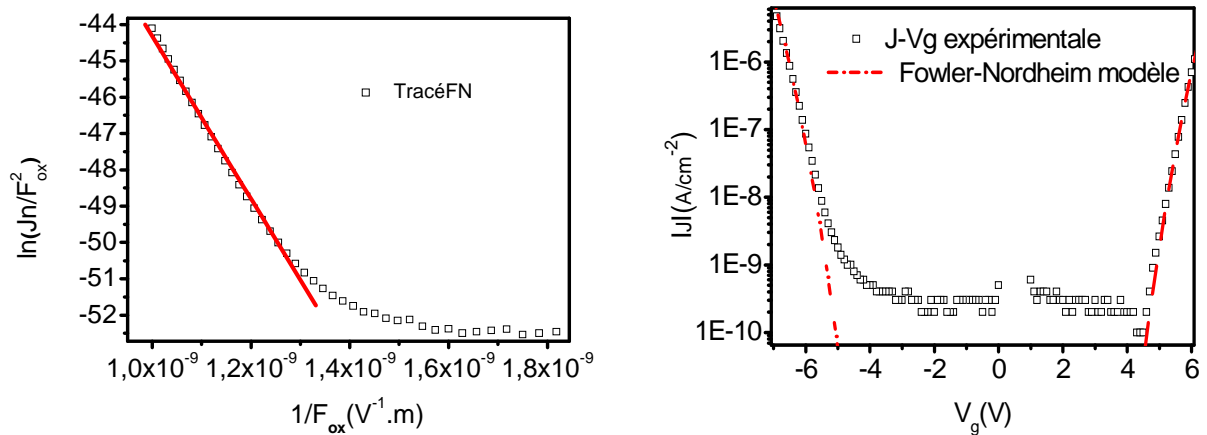 -44
-45
-46
-47
-48
-49
-50
-51
-52
ln(Jn/F²ox)
TracéFN
1,0x10⁻⁹ 1,2x10⁻⁹ 1,4x10⁻⁹ 1,6x10⁻⁹ 1,8x10⁻⁹
1/Fox(V⁻¹.m)
J-Vg expérimentale
Fowler-Nordheim modèle
1E-6
1E-7
1E-8
1E-9
1E-10
IJI(A/cm⁻²)
-6 -4 -2 0 2 4 6
Vg(V)